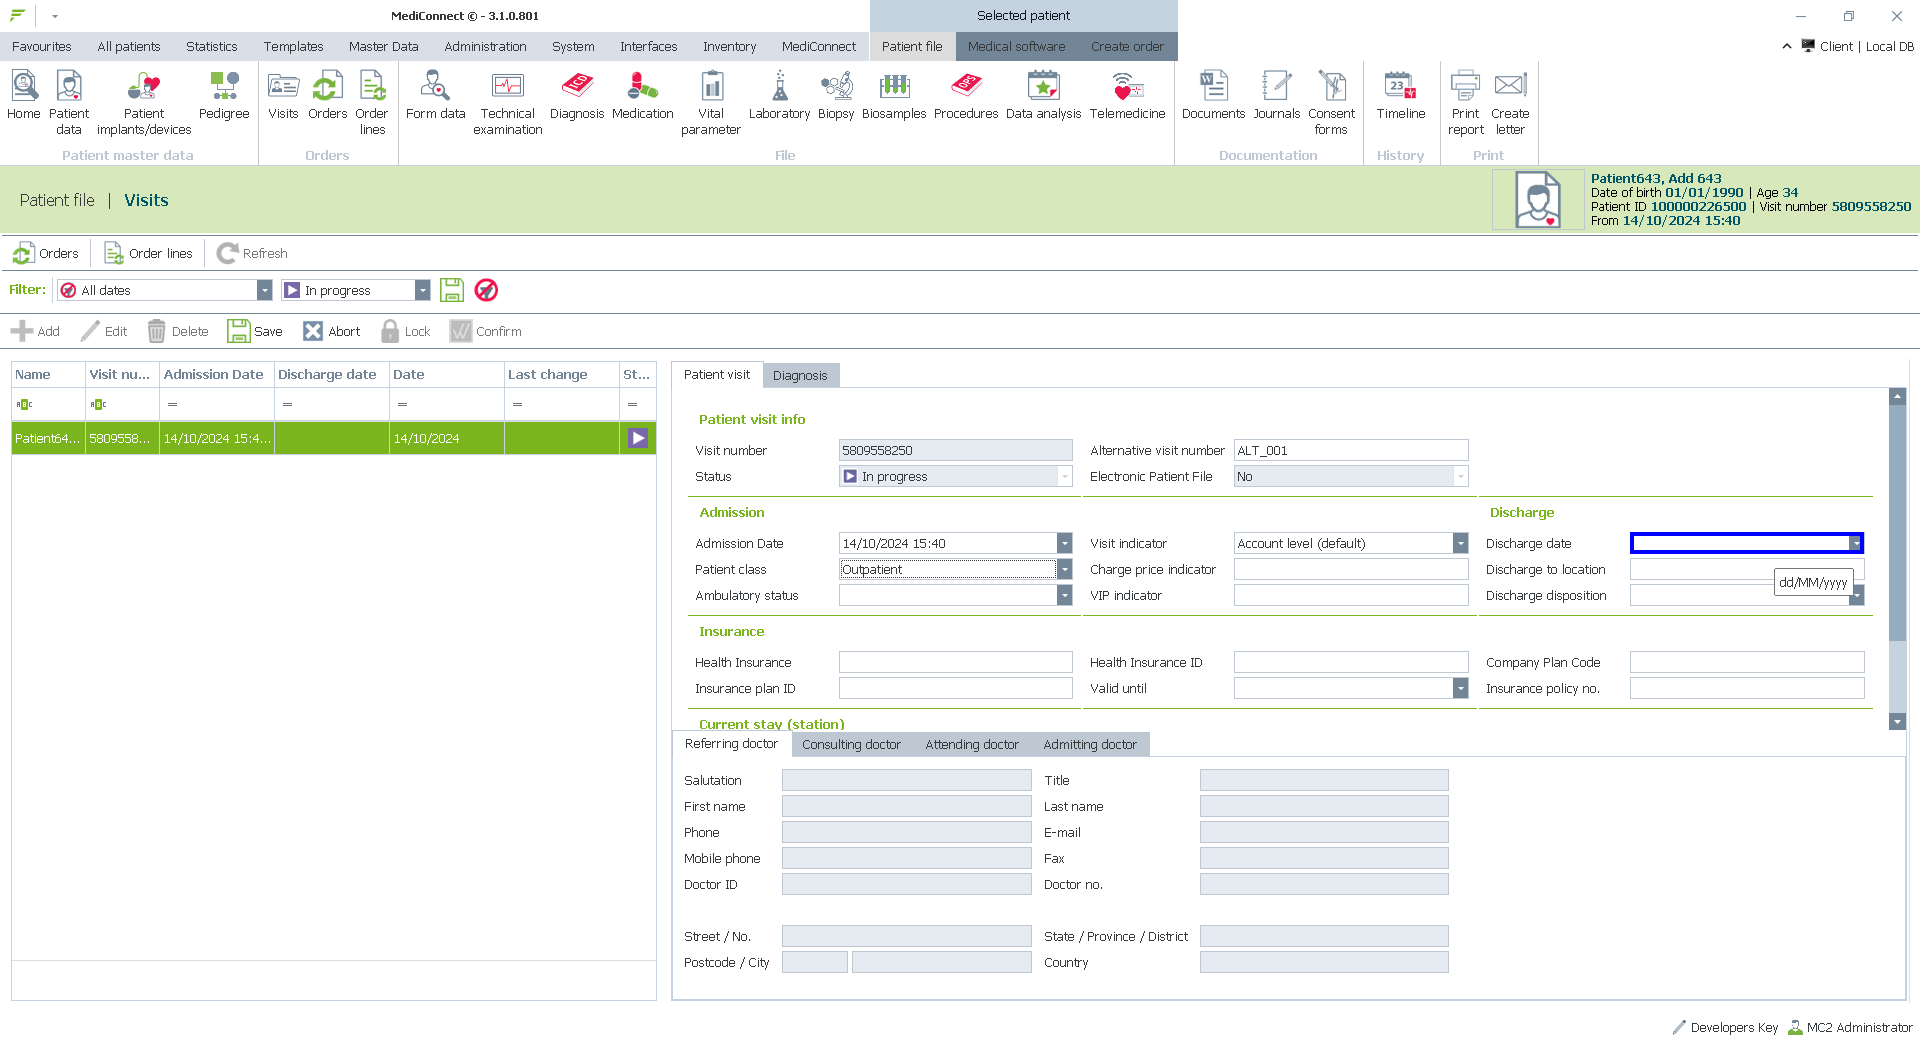 MediConnect © - 3.1.0.801
Selected patient
Favourites All patients Statistics Templates Master Data Administration System Interfaces Inventory MediConnect Patient file Medical software Create order
Client | Local DB
Home
Patient data
Patient implants/devices
Pedigree
Visits
Orders
Order lines
Form data
Technical examination
Diagnosis
Medication
Vital parameter
Laboratory
Biopsy
Biosamples
Procedures
Data analysis
Telemedicine
Documents
Journals
Consent forms
Timeline
Print report
Create letter
Patient master data Orders File Documentation History Print
Patient file | Visits
Patient643, Add 643
Date of birth 01/01/1990 | Age 34
Patient ID 100000226500 | Visit number 5809558250
From 14/10/2024 15:40
Orders Order lines Refresh
Filter: All dates In progress
Add Edit Delete Save Abort Lock Confirm
Name Visit nu... Admission Date Discharge date Date Last change St...
ABC ABC = = = = =
Patient64... 5809558... 14/10/2024 15:4... 14/10/2024
Patient visit Diagnosis
Patient visit info
Visit number 5809558250 Alternative visit number ALT_001
Status In progress Electronic Patient File No
Admission Discharge
Admission Date 14/10/2024 15:40 Visit indicator Account level (default) Discharge date
Patient class Outpatient Charge price indicator Discharge to location
dd/MM/yyyy
Ambulatory status VIP indicator Discharge disposition
Insurance
Health Insurance Health Insurance ID Company Plan Code
Insurance plan ID Valid until Insurance policy no.
Current stay (station)
Referring doctor Consulting doctor Attending doctor Admitting doctor
Salutation Title
First name Last name
Phone E-mail
Mobile phone Fax
Doctor ID Doctor no.
Street / No. State / Province / District
Postcode / City Country
Developers Key MC2 Administrator